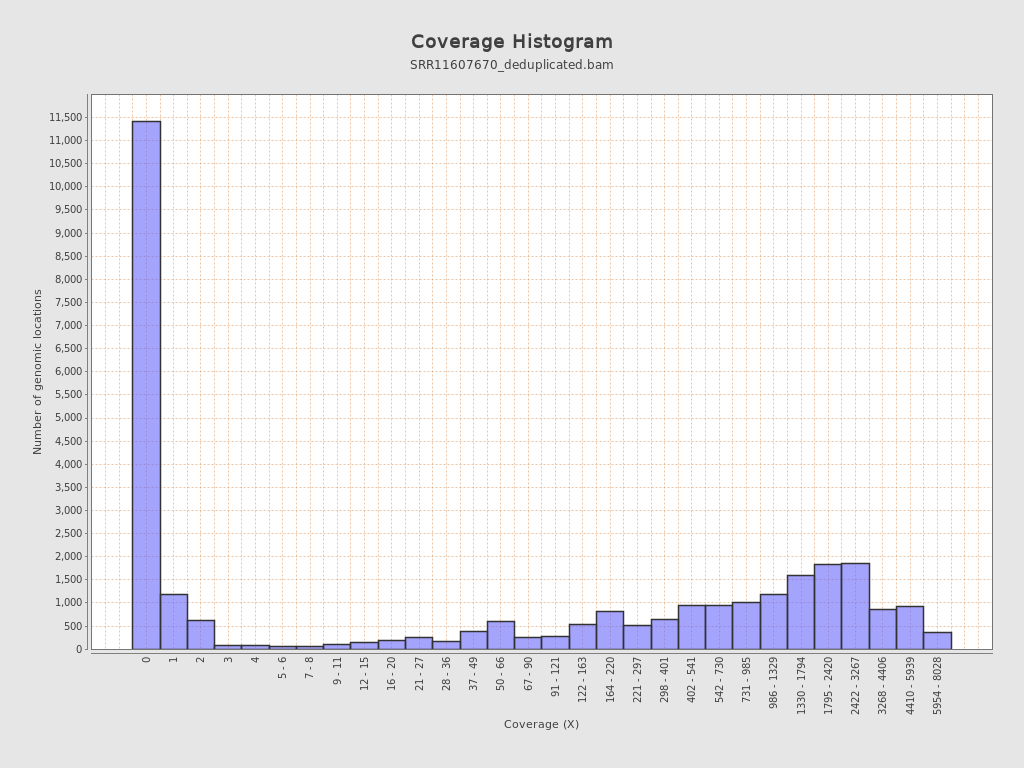 Coverage Histogram
SRR11607670_deduplicated.bam
Number of genomic locations
11,500
11,000
10,500
10,000
9,500
9,000
8,500
8,000
7,500
7,000
6,500
6,000
5,500
5,000
4,500
4,000
3,500
3,000
2,500
2,000
1,500
1,000
500
0
0
1
2
3
4
5 - 6
7 - 8
9 - 11
12 - 15
16 - 20
21 - 27
28 - 36
37 - 49
50 - 66
67 - 90
91 - 121
122 - 163
164 - 220
221 - 297
298 - 401
402 - 541
542 - 730
731 - 985
986 - 1329
1330 - 1794
1795 - 2420
2422 - 3267
3268 - 4406
4410 - 5939
5954 - 8028
Coverage (X)